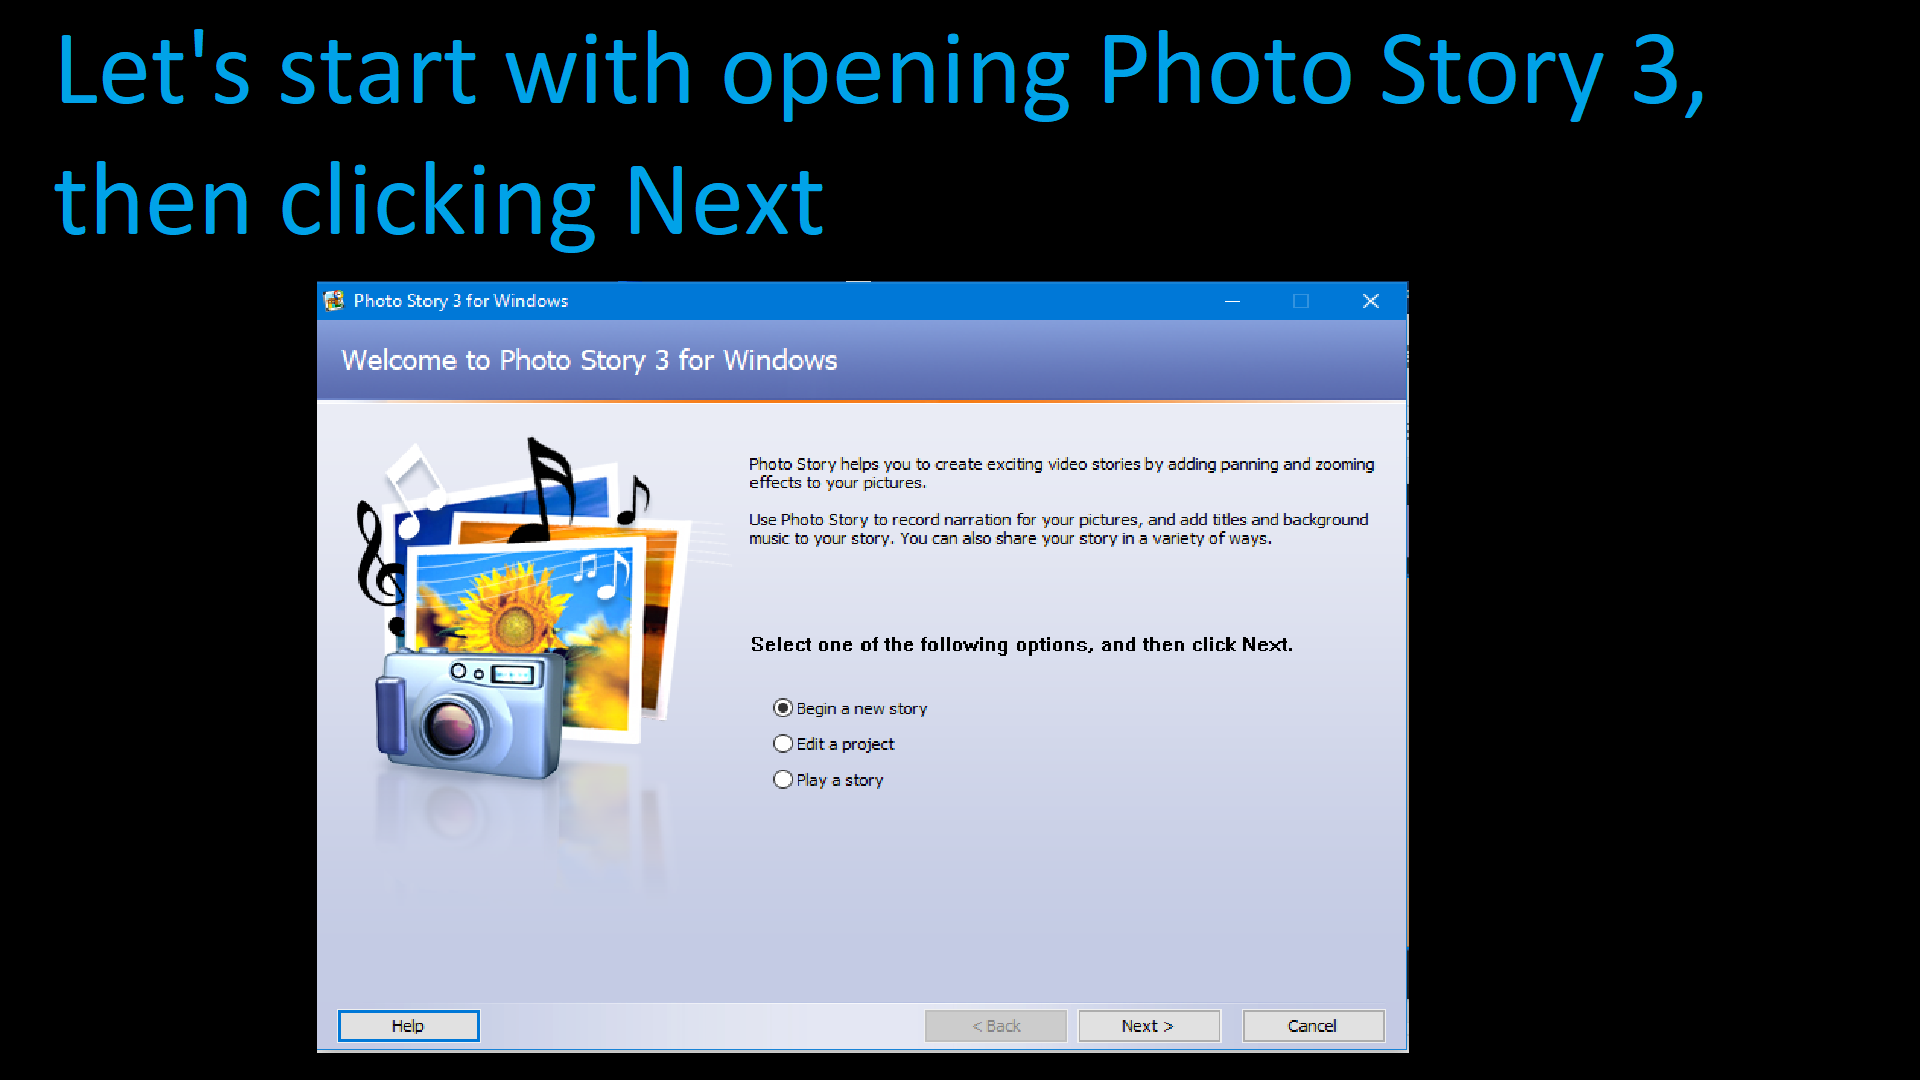 Let's start with opening Photo Story 3,
then clicking Next
Photo Story 3 for Windows
Welcome to Photo Story 3 for Windows
Photo Story helps you to create exciting video stories by adding panning and zooming
effects to your pictures.
Use Photo Story to record narration for your pictures, and add titles and background
music to your story. You can also share your story in a variety of ways.
Select one of the following options, and then click Next.
Begin a new story
Edit a project
Play a story
Help
< Back
Next >
Cancel